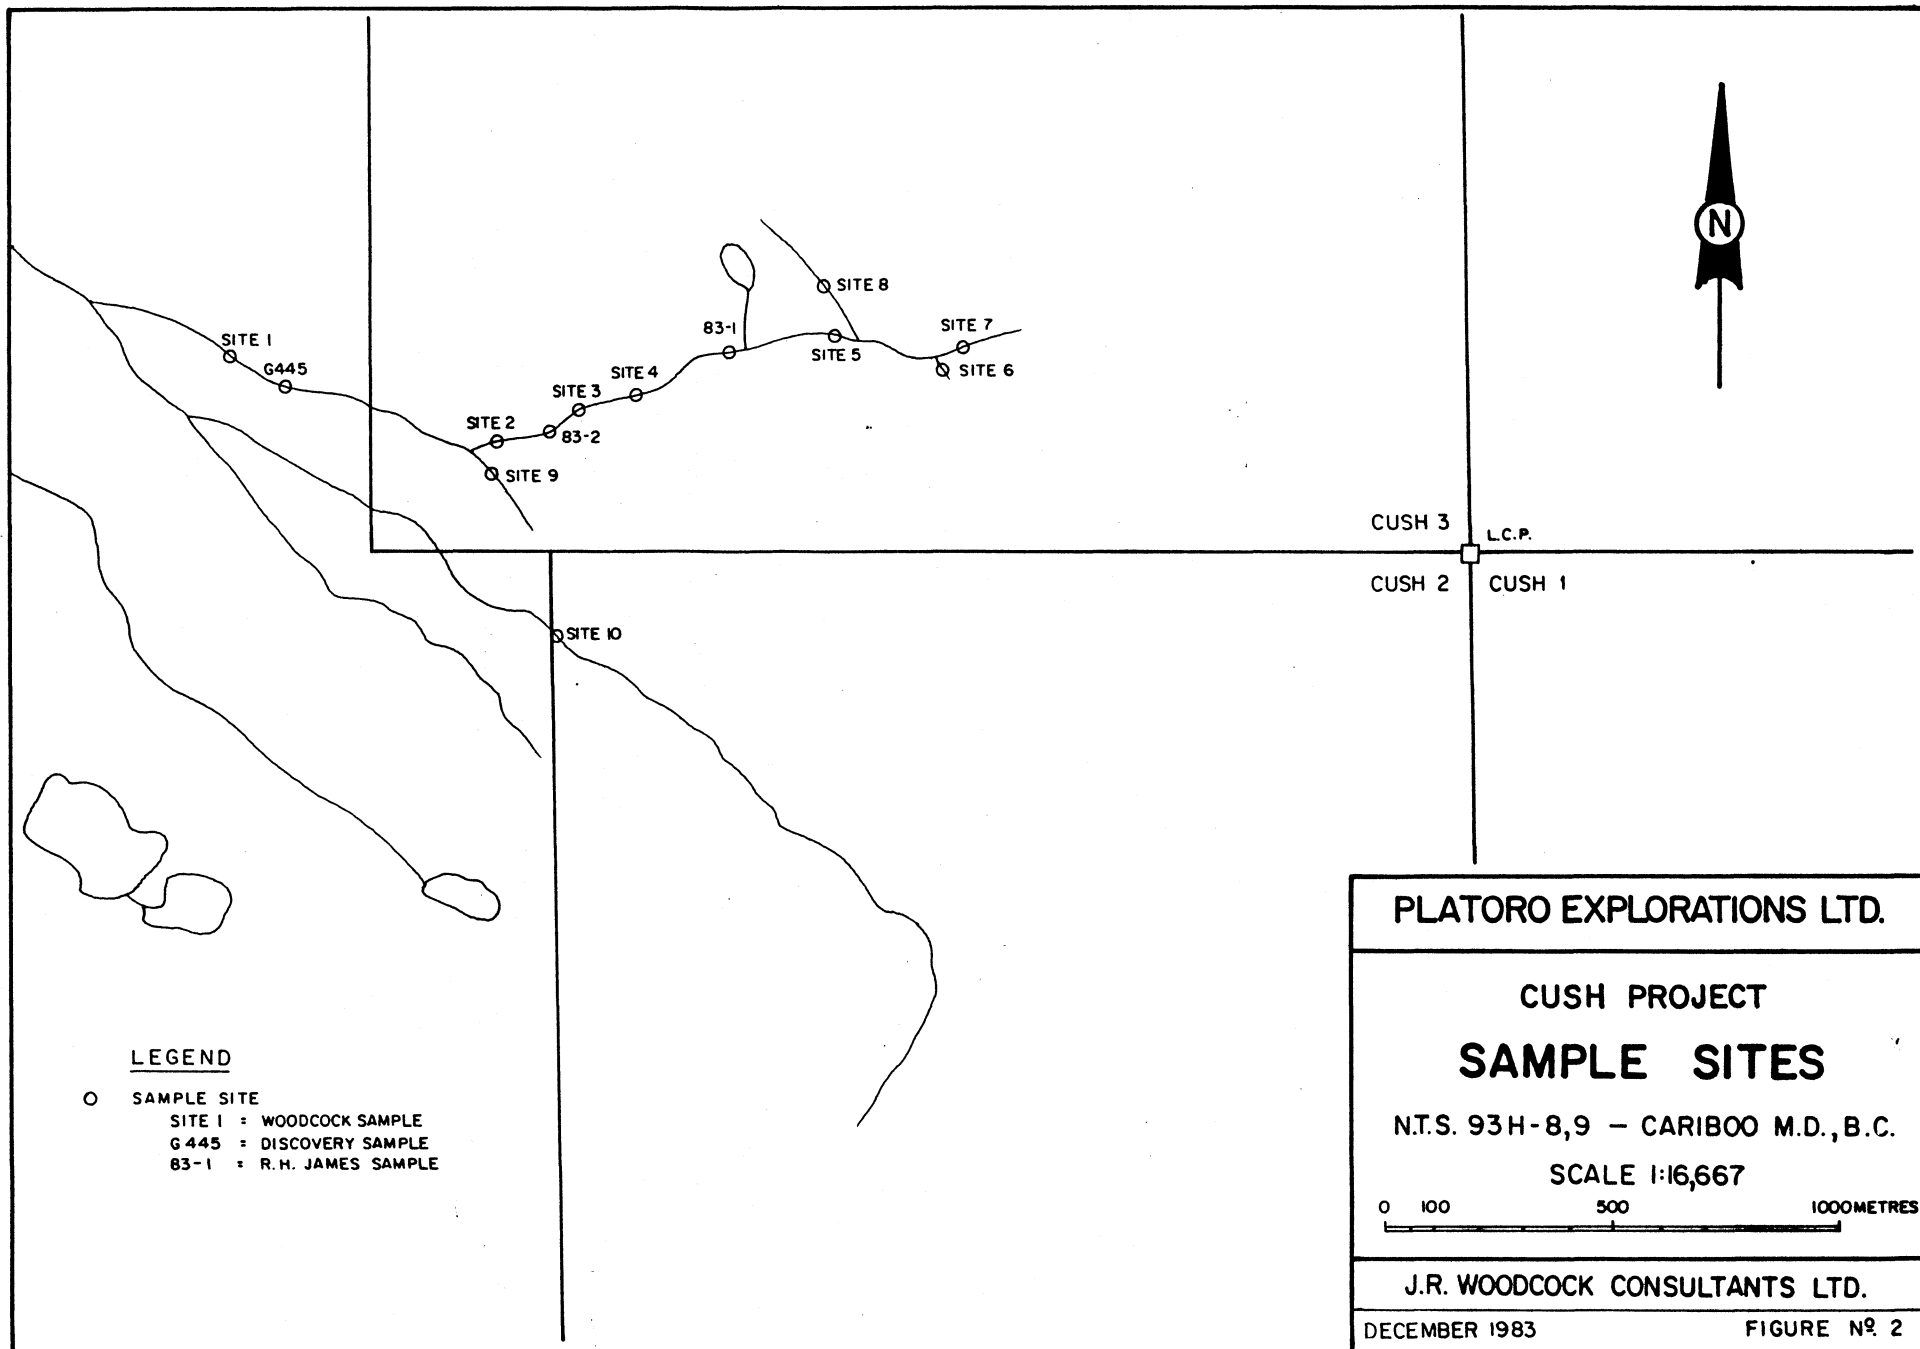 N
SITE 8
SITE 7
83-1
SITE 1
SITE 5
G445
SITE 4
SITE 6
SITE 3
SITE 2
83-2
SITE 9
CUSH 3
L.C.P.
CUSH 2
CUSH 1
SITE 10
PLATORO EXPLORATIONS LTD.
CUSH PROJECT
SAMPLE SITES
N.T.S. 93H-8,9 – CARIBOO M.D., B.C.
SCALE 1:16,667
0 100 500 1000 METRES
J.R. WOODCOCK CONSULTANTS LTD.
DECEMBER 1983 FIGURE Nº 2
LEGEND
SAMPLE SITE
SITE 1 = WOODCOCK SAMPLE
G445 = DISCOVERY SAMPLE
83-1 = R.H. JAMES SAMPLE